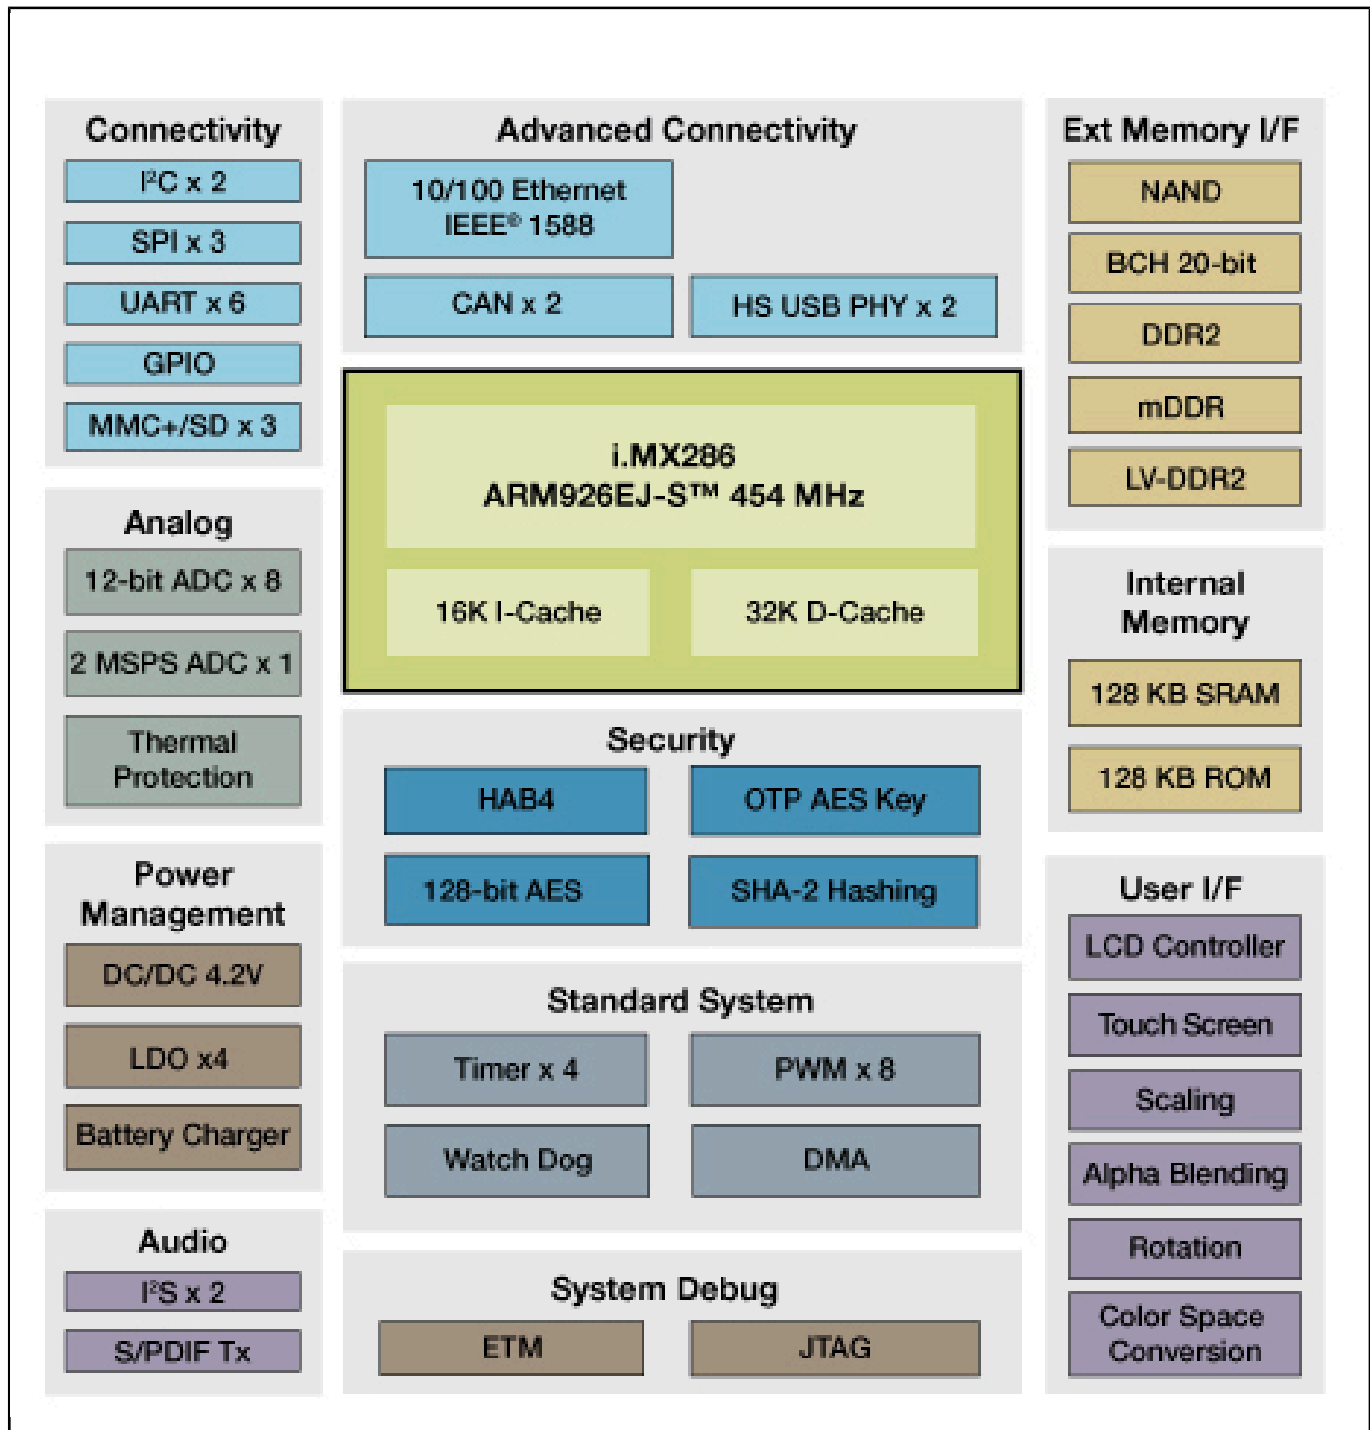 Connectivity
I²C x 2
SPI x 3
UART x 6
GPIO
MMC+/SD x 3
Analog
12-bit ADC x 8
2 MSPS ADC x 1
Thermal
Protection
Power
Management
DC/DC 4.2V
LDO x4
Battery Charger
Audio
I²S x 2
S/PDIF Tx
Advanced Connectivity
10/100 Ethernet
IEEE® 1588
CAN x 2
HS USB PHY x 2
i.MX286
ARM926EJ-S™ 454 MHz
16K I-Cache
32K D-Cache
Security
HAB4
OTP AES Key
128-bit AES
SHA-2 Hashing
Standard System
Timer x 4
PWM x 8
Watch Dog
DMA
System Debug
ETM
JTAG
Ext Memory I/F
NAND
BCH 20-bit
DDR2
mDDR
LV-DDR2
Internal
Memory
128 KB SRAM
128 KB ROM
User I/F
LCD Controller
Touch Screen
Scaling
Alpha Blending
Rotation
Color Space
Conversion